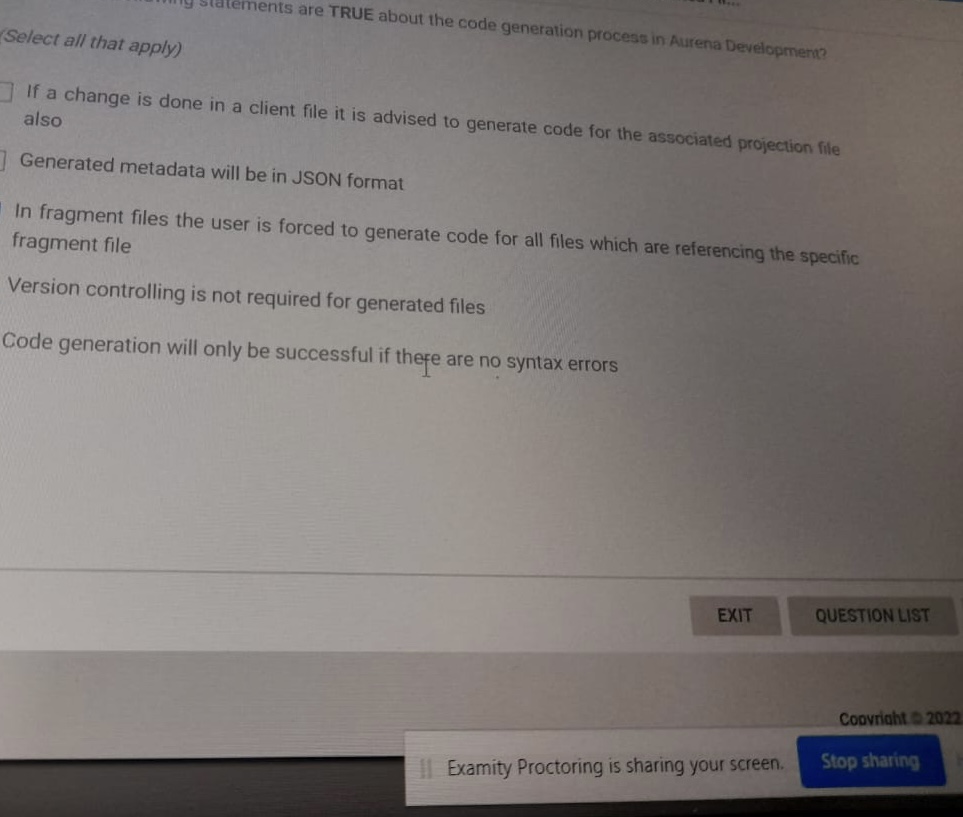 statements are TRUE about the code generation process in Aurena Development?
(Select all that apply)
If a change is done in a client file it is advised to generate code for the associated projection file
also
Generated metadata will be in JSON format
In fragment files the user is forced to generate code for all files which are referencing the specific
fragment file
Version controlling is not required for generated files
Code generation will only be successful if there are no syntax errors
EXIT
QUESTION LIST
Copyright © 2022
Examity Proctoring is sharing your screen.
Stop sharing